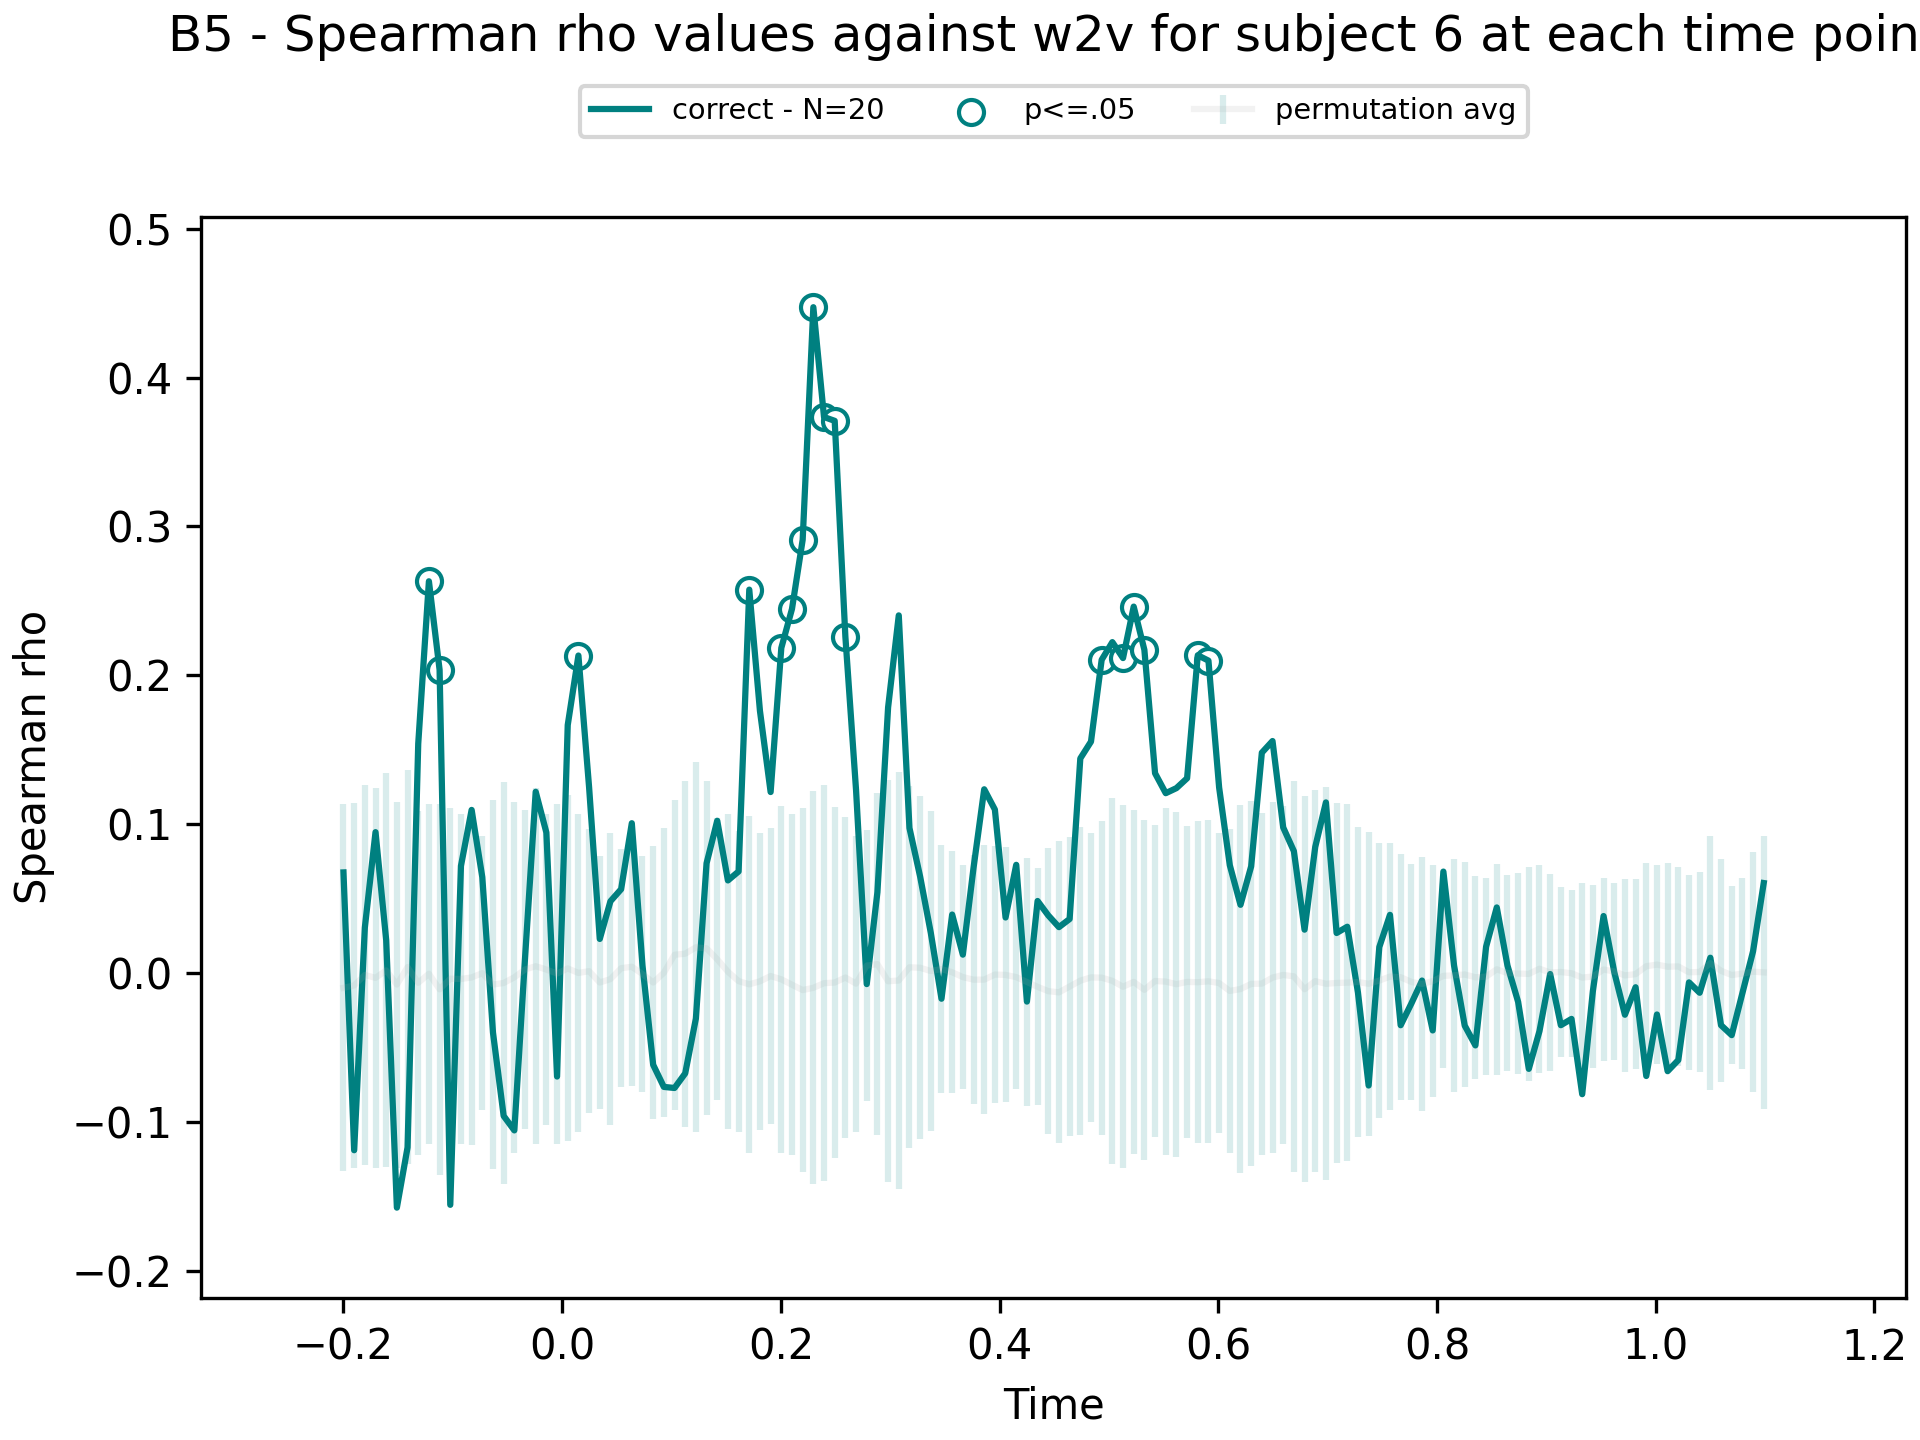 B5 - Spearman rho values against w2v for subject 6 at each time poin
correct - N=20 p<=.05 permutation avg
0.5
0.4
0.3
0.2
0.1
0.0
−0.1
−0.2
Spearman rho
−0.2 0.0 0.2 0.4 0.6 0.8 1.0 1.2
Time